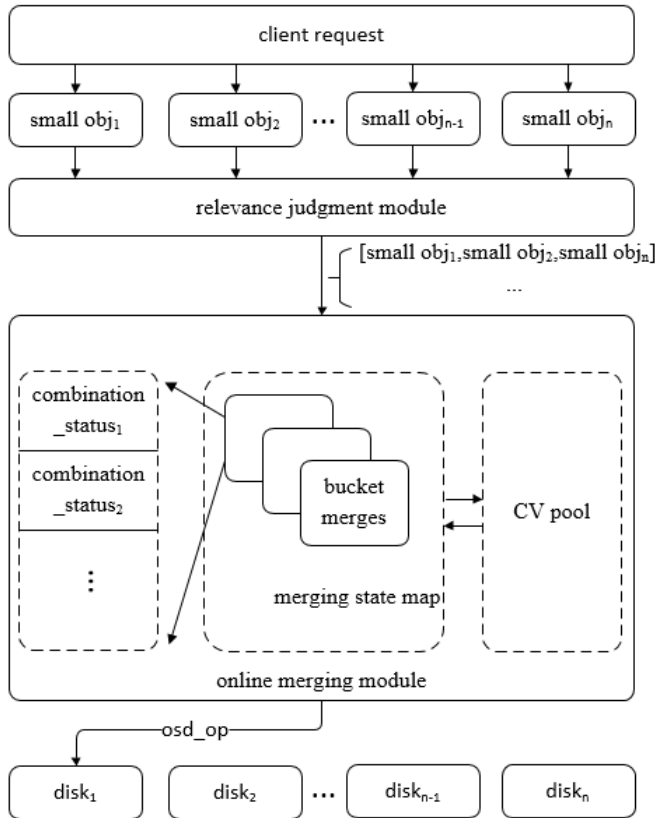 client request
small obj₁ small obj₂ ... small objₙ₋₁ small objₙ
relevance judgment module
[small obj₁,small obj₂,small objₙ]
...
combination
_status₁
combination
_status₂
⋮
bucket
merges
merging state map
CV pool
online merging module
osd_op
disk₁ disk₂ ... diskₙ₋₁ diskₙ